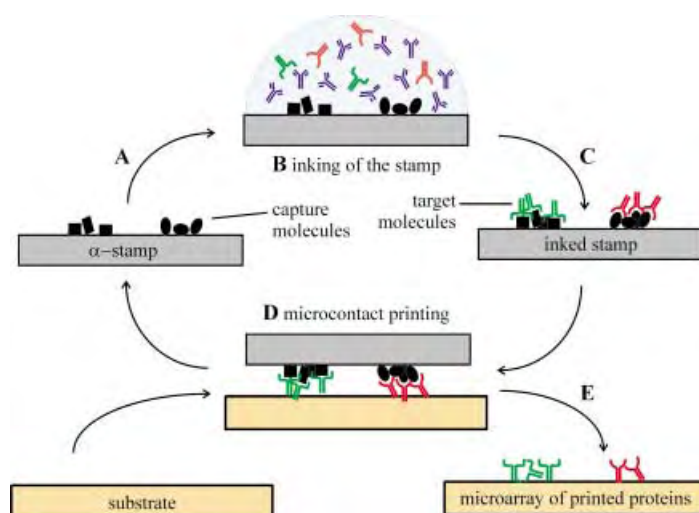 A
B inking of the stamp
C
capture
molecules
target
molecules
α-stamp
inked stamp
D microcontact printing
E
substrate
microarray of printed proteins